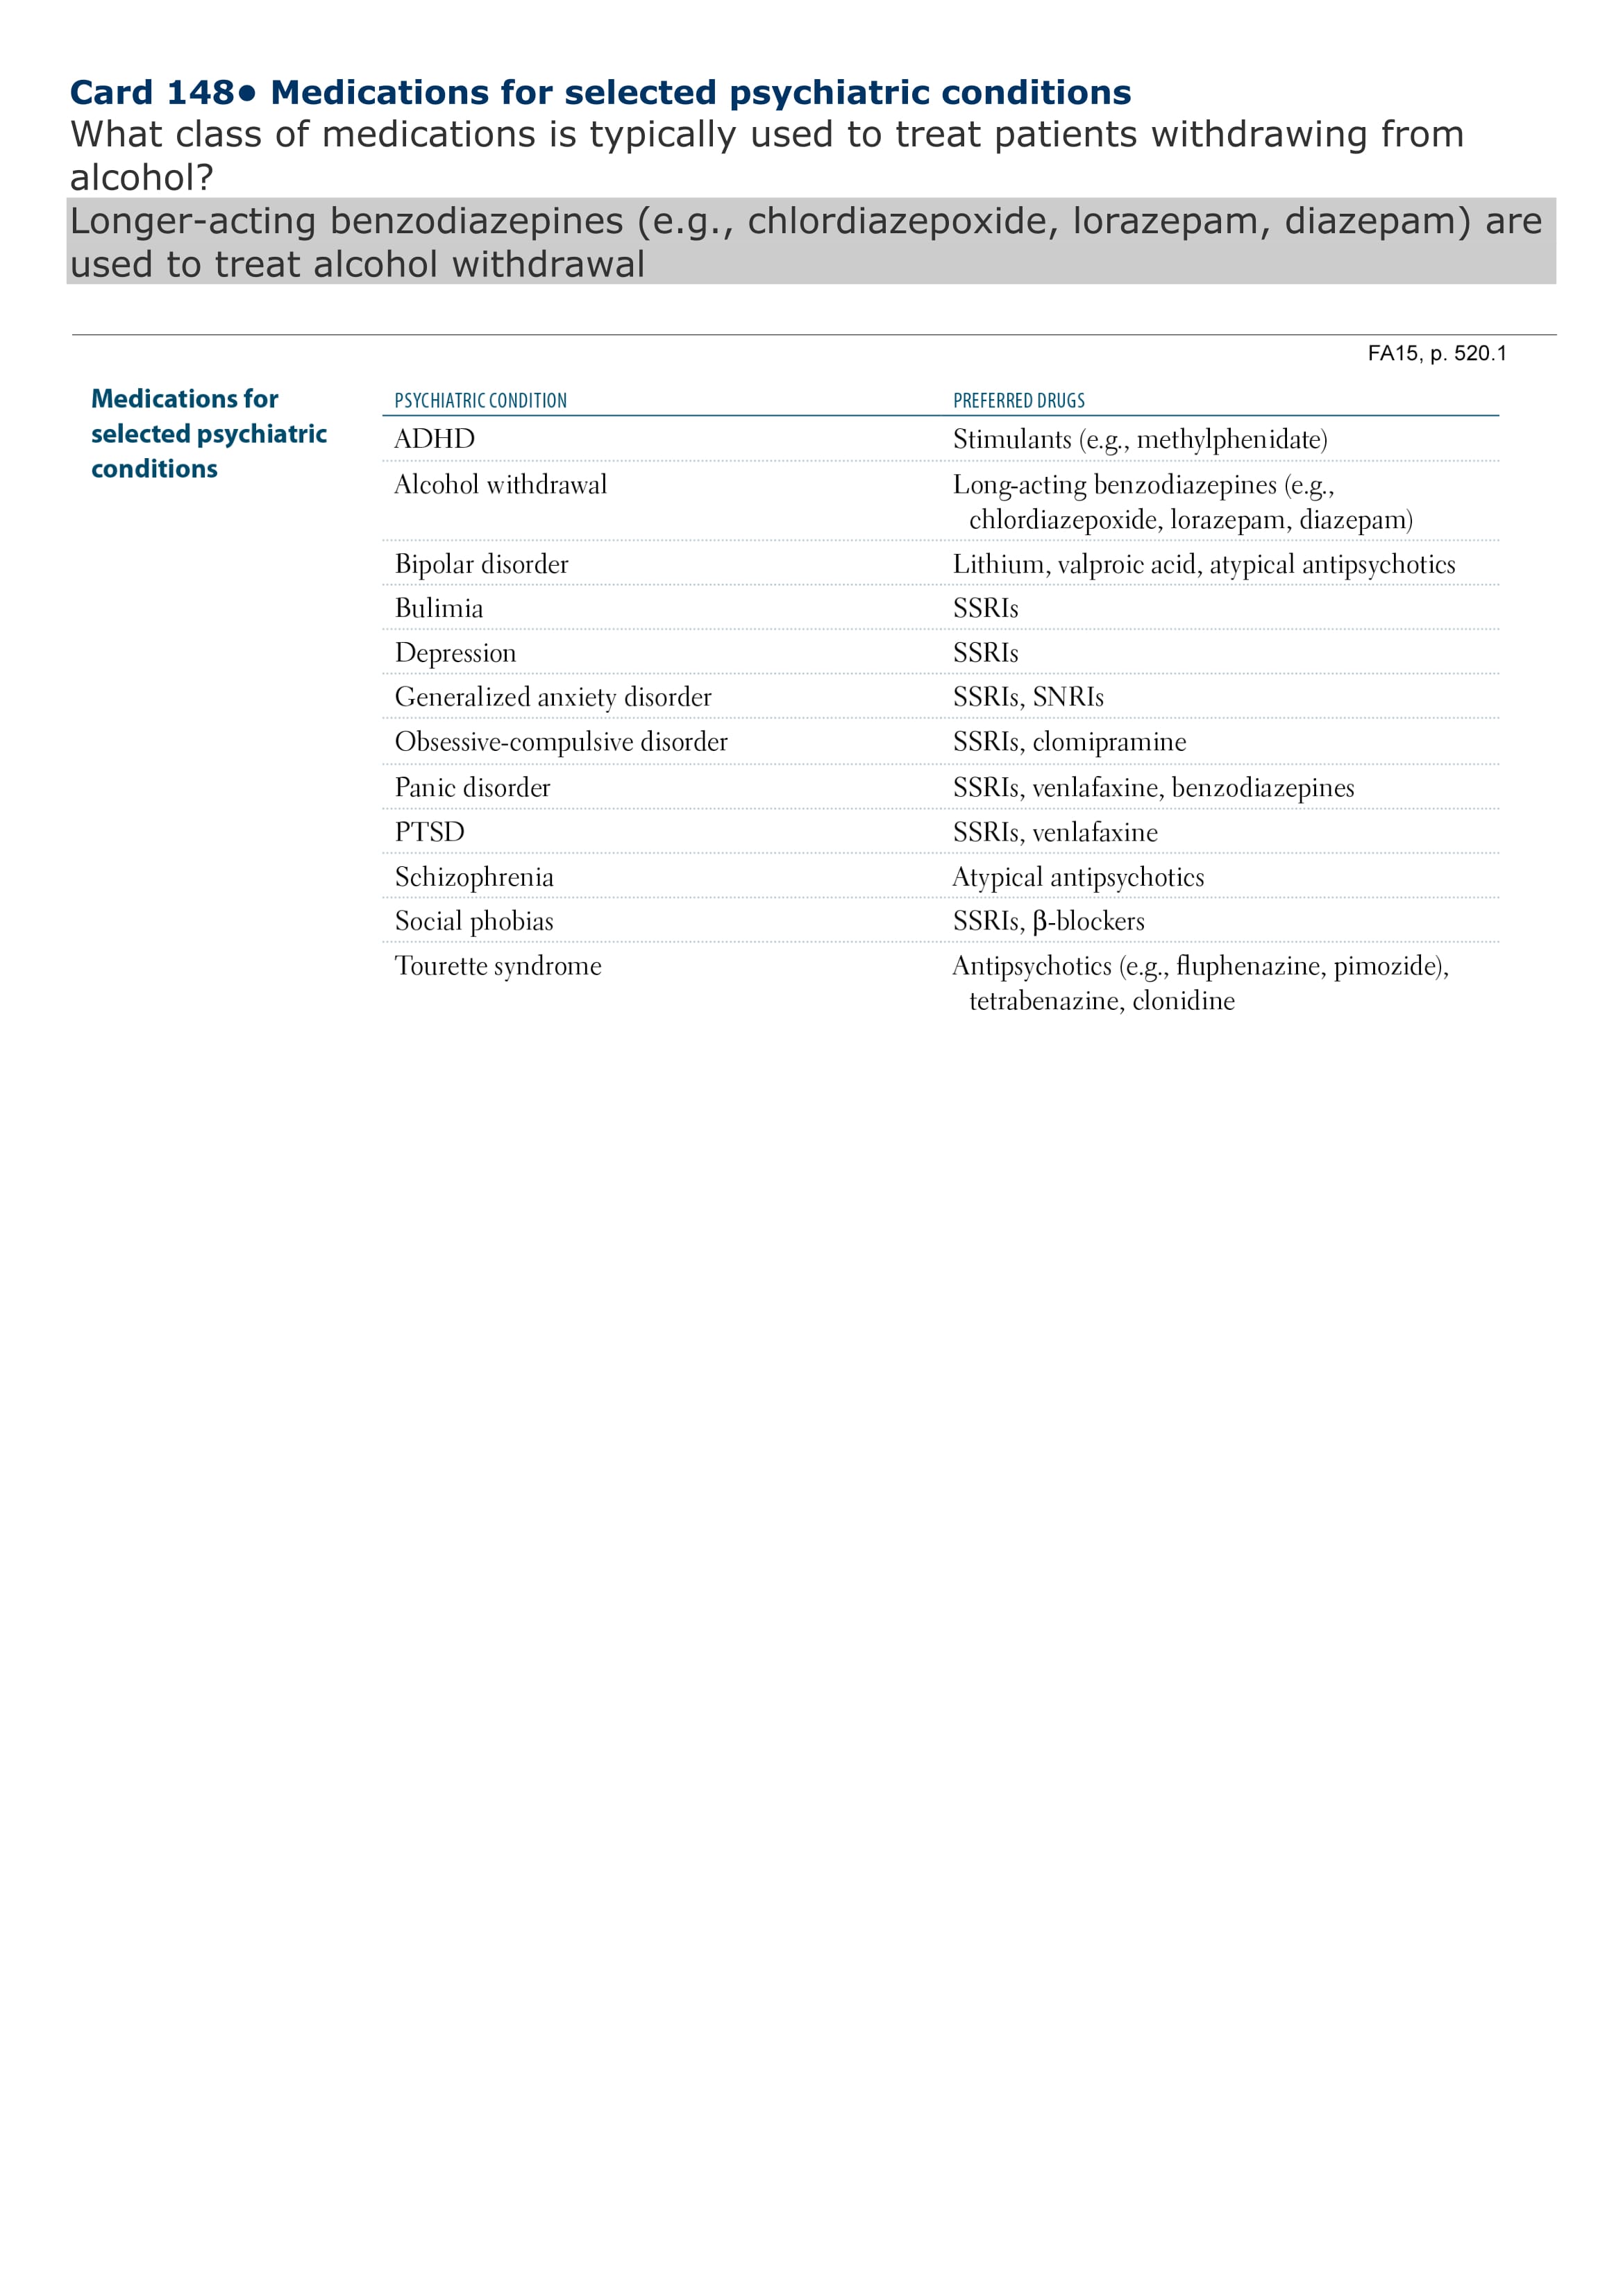 Card 148• Medications for selected psychiatric conditions
What class of medications is typically used to treat patients withdrawing from
alcohol?
Longer-acting benzodiazepines (e.g., chlordiazepoxide, lorazepam, diazepam) are
used to treat alcohol withdrawal
FA15, p. 520.1
Medications for
selected psychiatric
conditions
PSYCHIATRIC CONDITION PREFERRED DRUGS
ADHD Stimulants (e.g., methylphenidate)
Alcohol withdrawal Long-acting benzodiazepines (e.g.,
chlordiazepoxide, lorazepam, diazepam)
Bipolar disorder Lithium, valproic acid, atypical antipsychotics
Bulimia SSRIs
Depression SSRIs
Generalized anxiety disorder SSRIs, SNRIs
Obsessive-compulsive disorder SSRIs, clomipramine
Panic disorder SSRIs, venlafaxine, benzodiazepines
PTSD SSRIs, venlafaxine
Schizophrenia Atypical antipsychotics
Social phobias SSRIs, β-blockers
Tourette syndrome Antipsychotics (e.g., fluphenazine, pimozide),
tetrabenazine, clonidine